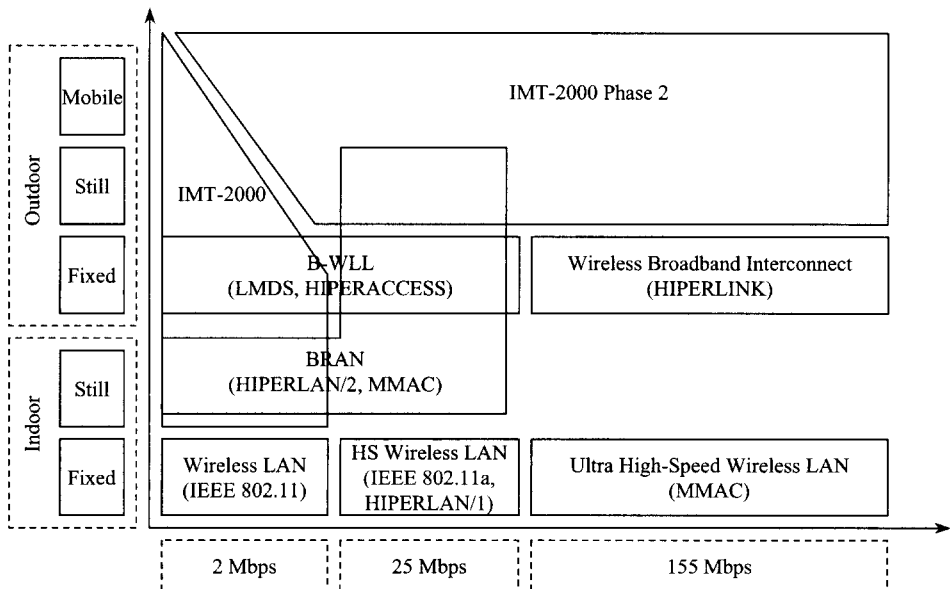 Outdoor
Mobile
Still
Fixed
Indoor
Still
Fixed
IMT-2000 Phase 2
IMT-2000
B-WLL
(LMDS, HIPERACCESS)
Wireless Broadband Interconnect
(HIPERLINK)
BRAN
(HIPERLAN/2, MMAC)
Wireless LAN
(IEEE 802.11)
HS Wireless LAN
(IEEE 802.11a,
HIPERLAN/1)
Ultra High-Speed Wireless LAN
(MMAC)
2 Mbps
25 Mbps
155 Mbps